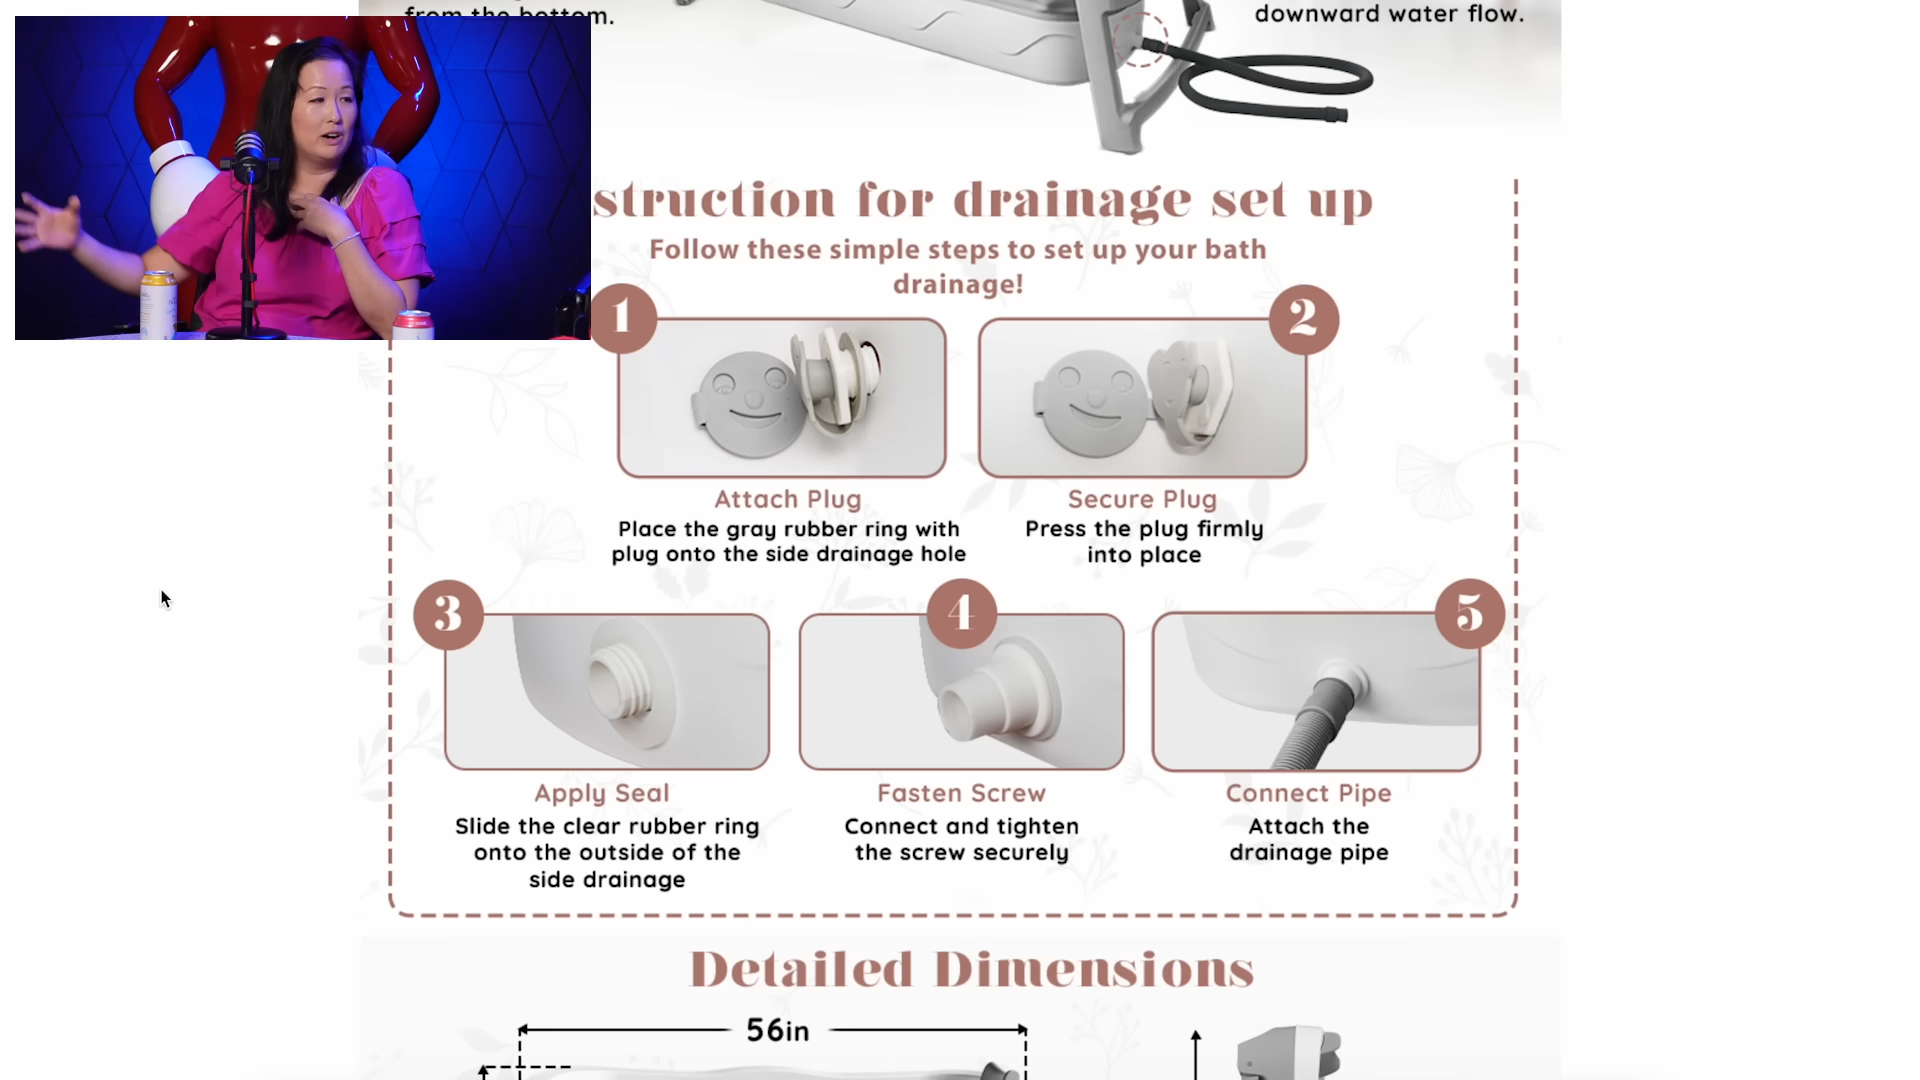 from the bottom.
downward water flow.
struction for drainage set up
Follow these simple steps to set up your bath
drainage!
1
2
Attach Plug
Place the gray rubber ring with
plug onto the side drainage hole
Secure Plug
Press the plug firmly
into place
3
4
5
Apply Seal
Slide the clear rubber ring
onto the outside of the
side drainage
Fasten Screw
Connect and tighten
the screw securely
Connect Pipe
Attach the
drainage pipe
Detailed Dimensions
56in